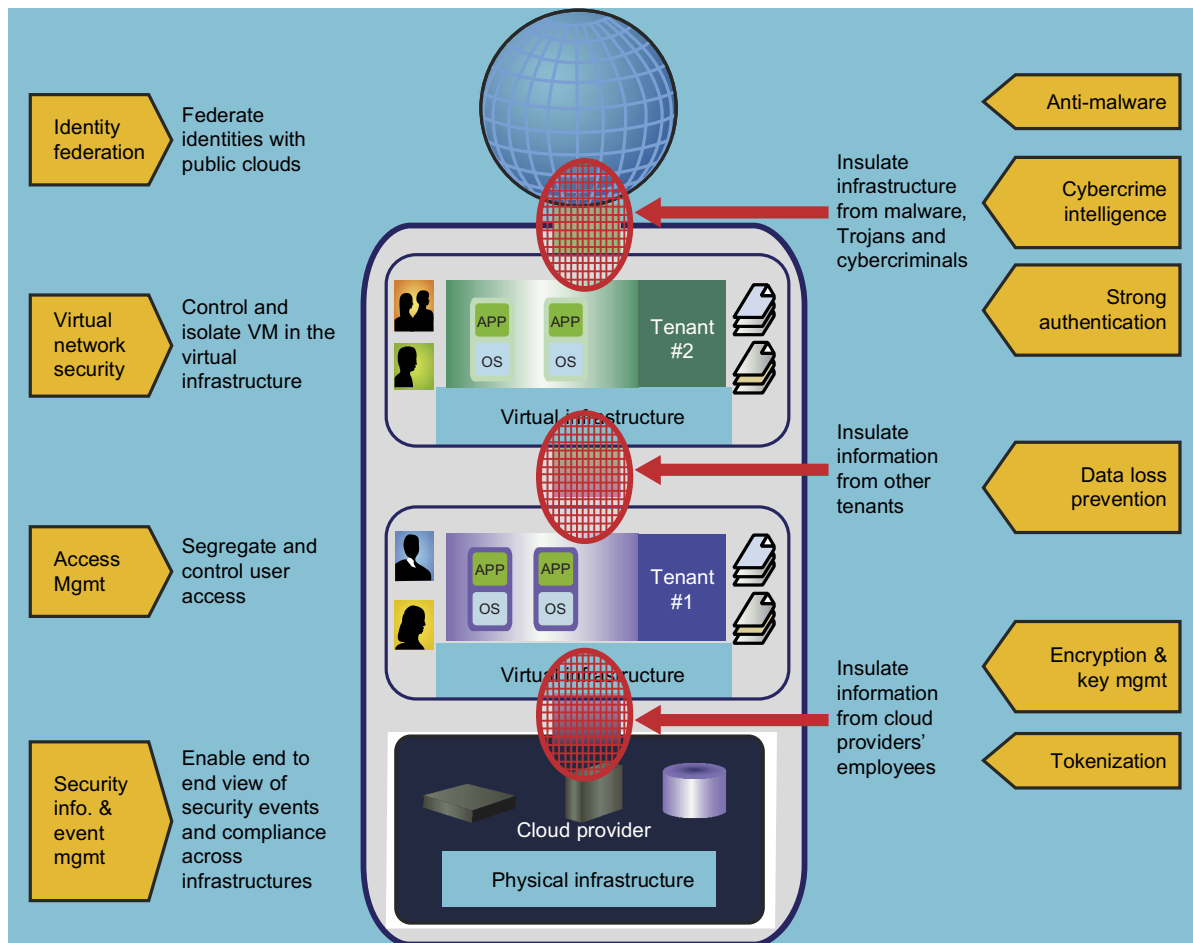 Identity
federation
Federate
identities with
public clouds
Virtual
network
security
Control and
isolate VM in the
virtual
infrastructure
Access
Mgmt
Segregate and
control user
access
Security
info. &
event
mgmt
Enable end to
end view of
security events
and compliance
across
infrastructures
APP
OS
APP
OS
Tenant
#2
Virtual infrastructure
APP
OS
APP
OS
Tenant
#1
Virtual infrastructure
Cloud provider
Physical infrastructure
Insulate
infrastructure
from malware,
Trojans and
cybercriminals
Insulate
information
from other
tenants
Insulate
information
from cloud
providers’
employees
Anti-malware
Cybercrime
intelligence
Strong
authentication
Data loss
prevention
Encryption &
key mgmt
Tokenization